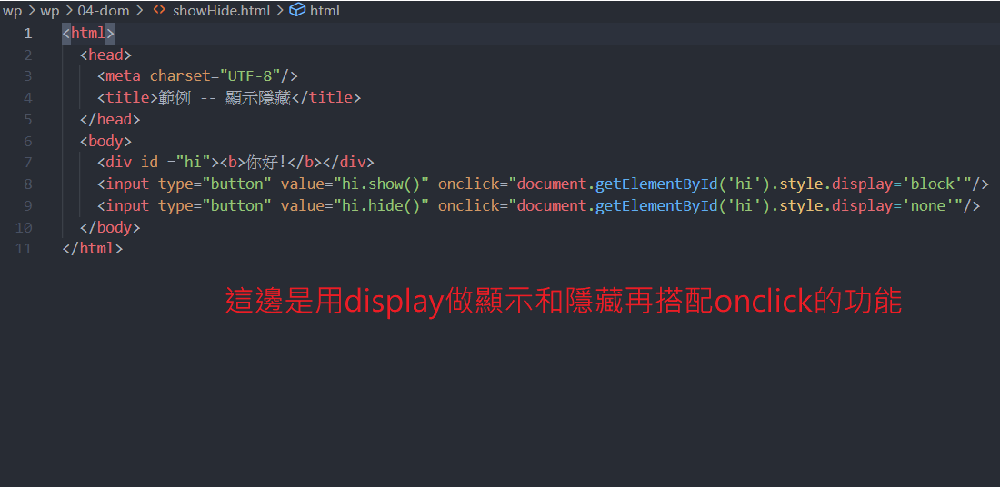 wp > wp > 04-dom > <> showHide.html > html
1 <html>
2 <head>
3 <meta charset="UTF-8"/>
4 <title>範例 -- 顯示隱藏</title>
5 </head>
6 <body>
7 <div id ="hi"><b>你好!</b></div>
8 <input type="button" value="hi.show()" onclick="document.getElementById('hi').style.display='block'"/>
9 <input type="button" value="hi.hide()" onclick="document.getElementById('hi').style.display='none'"/>
10 </body>
11 </html>
這邊是用display做顯示和隱藏再搭配onclick的功能